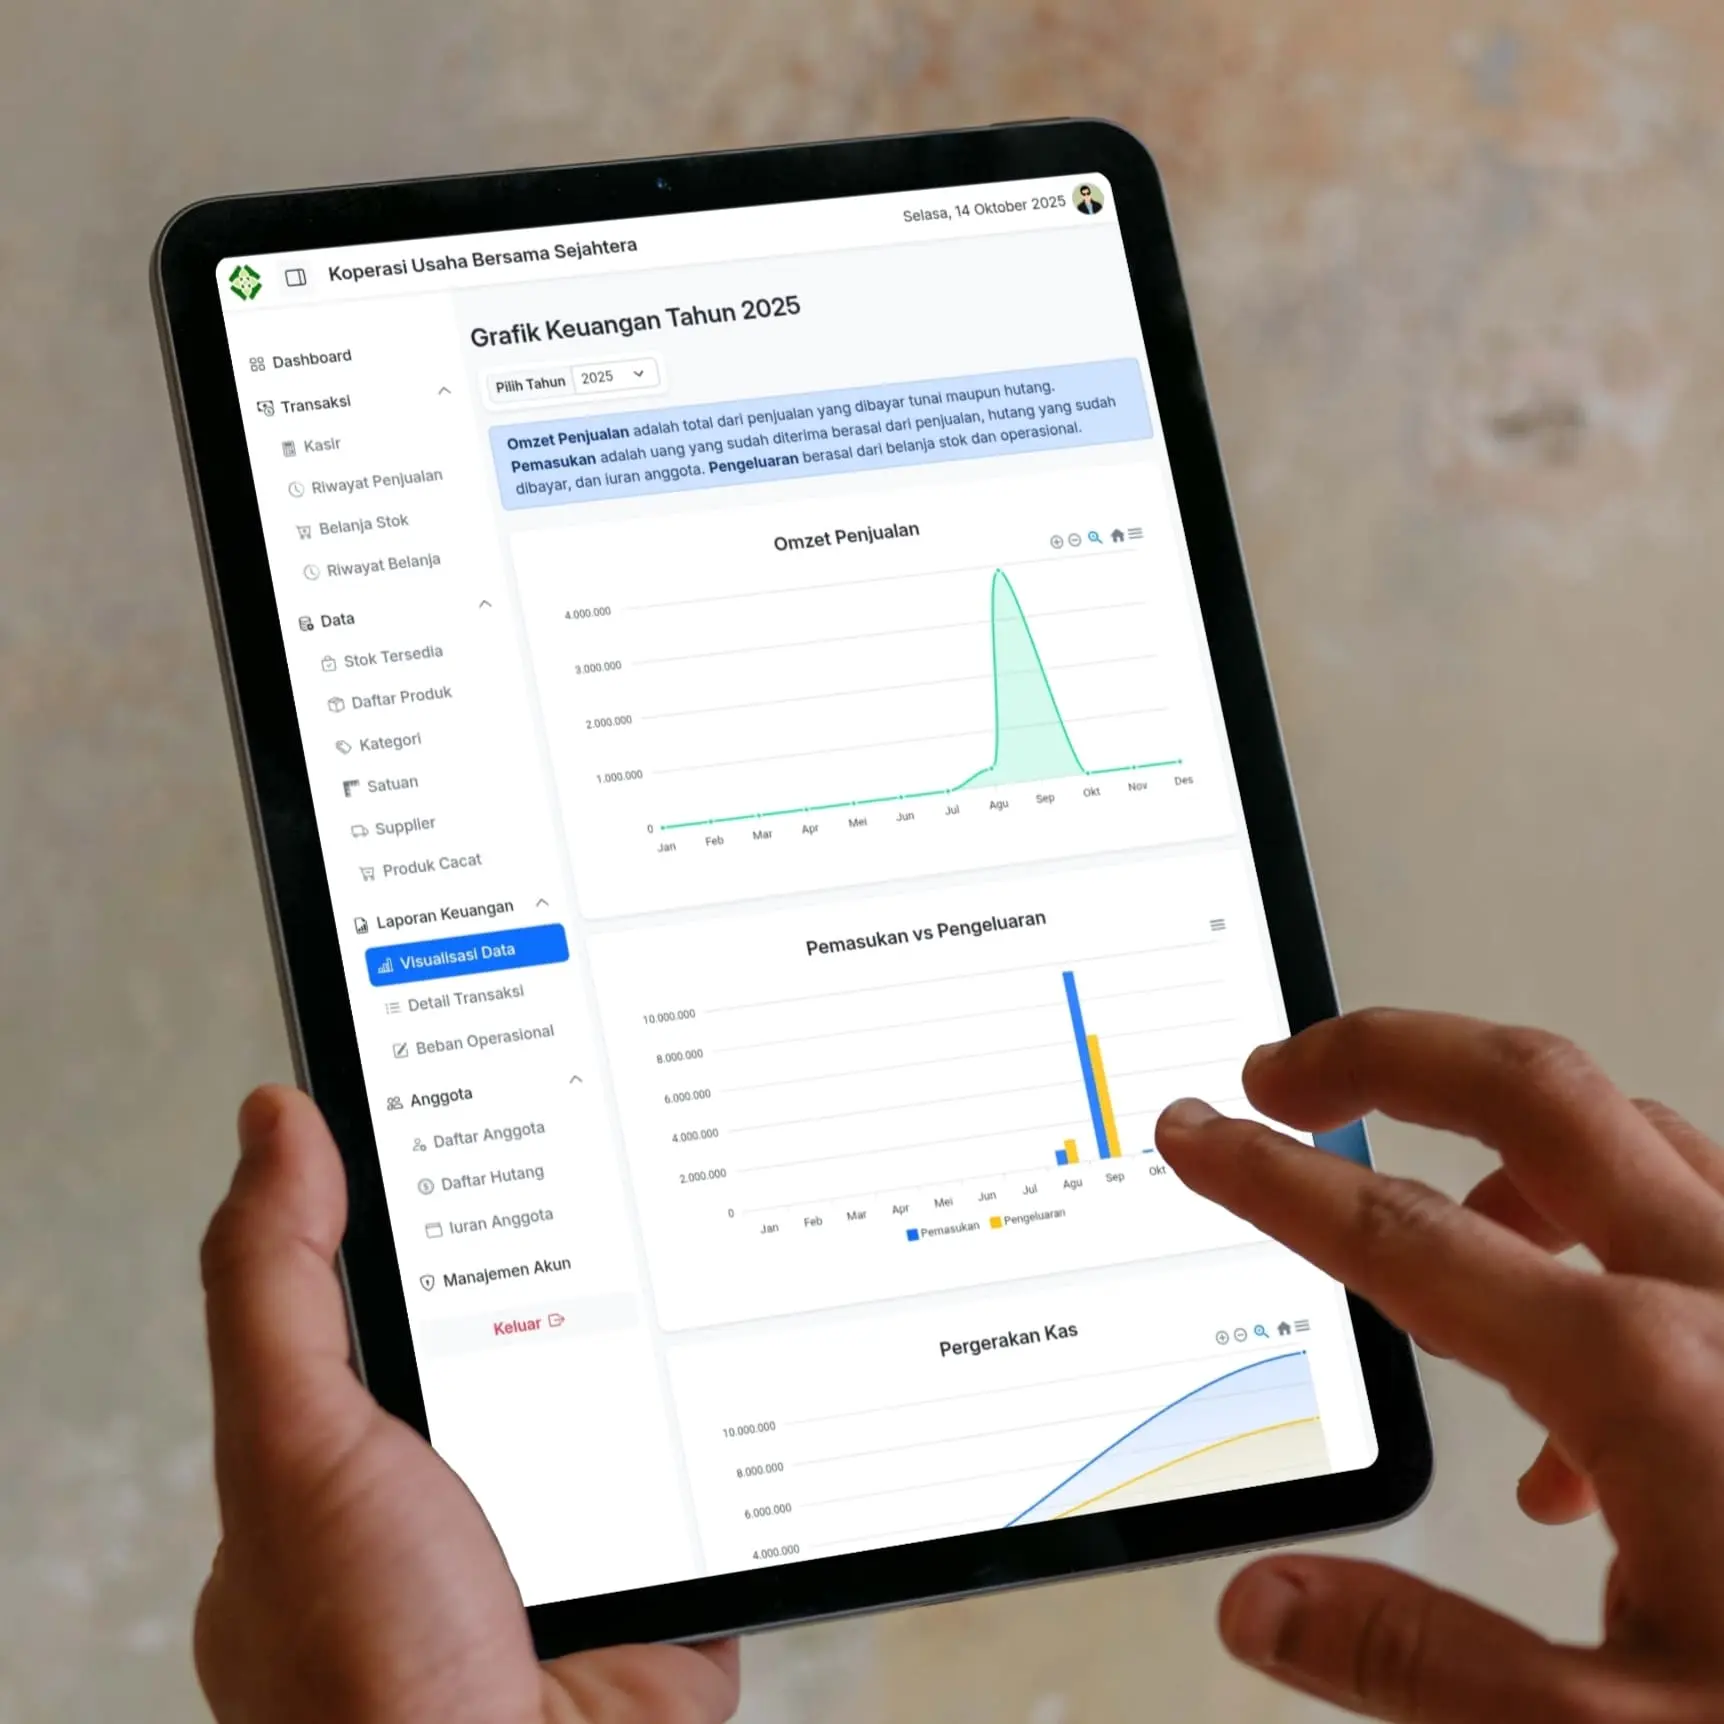 Selasa, 14 Oktober 2025
Koperasi Usaha Bersama Sejahtera
Dashboard
Transaksi
Kasir
Riwayat Penjualan
Belanja Stok
Riwayat Belanja
Data
Stok Tersedia
Daftar Produk
Kategori
Satuan
Supplier
Produk Cacat
Laporan Keuangan
Visualisasi Data
Detail Transaksi
Beban Operasional
Anggota
Daftar Anggota
Daftar Hutang
Iuran Anggota
Manajemen Akun
Keluar
Grafik Keuangan Tahun 2025
Pilih Tahun 2025
Omzet Penjualan adalah total dari penjualan yang dibayar tunai maupun hutang.
Pemasukan adalah uang yang sudah diterima berasal dari penjualan, hutang yang sudah
dibayar, dan iuran anggota. Pengeluaran berasal dari belanja stok dan operasional.
Omzet Penjualan
4.000.000
3.000.000
2.000.000
1.000.000
0
Jan Feb Mar Apr Mei Jun Jul Agu Sep Okt Nov Des
Pemasukan vs Pengeluaran
10.000.000
8.000.000
6.000.000
4.000.000
2.000.000
0
Jan Feb Mar Apr Mei Jun Jul Agu Sep Okt
Pemasukan Pengeluaran
Pergerakan Kas
10.000.000
8.000.000
6.000.000
4.000.000